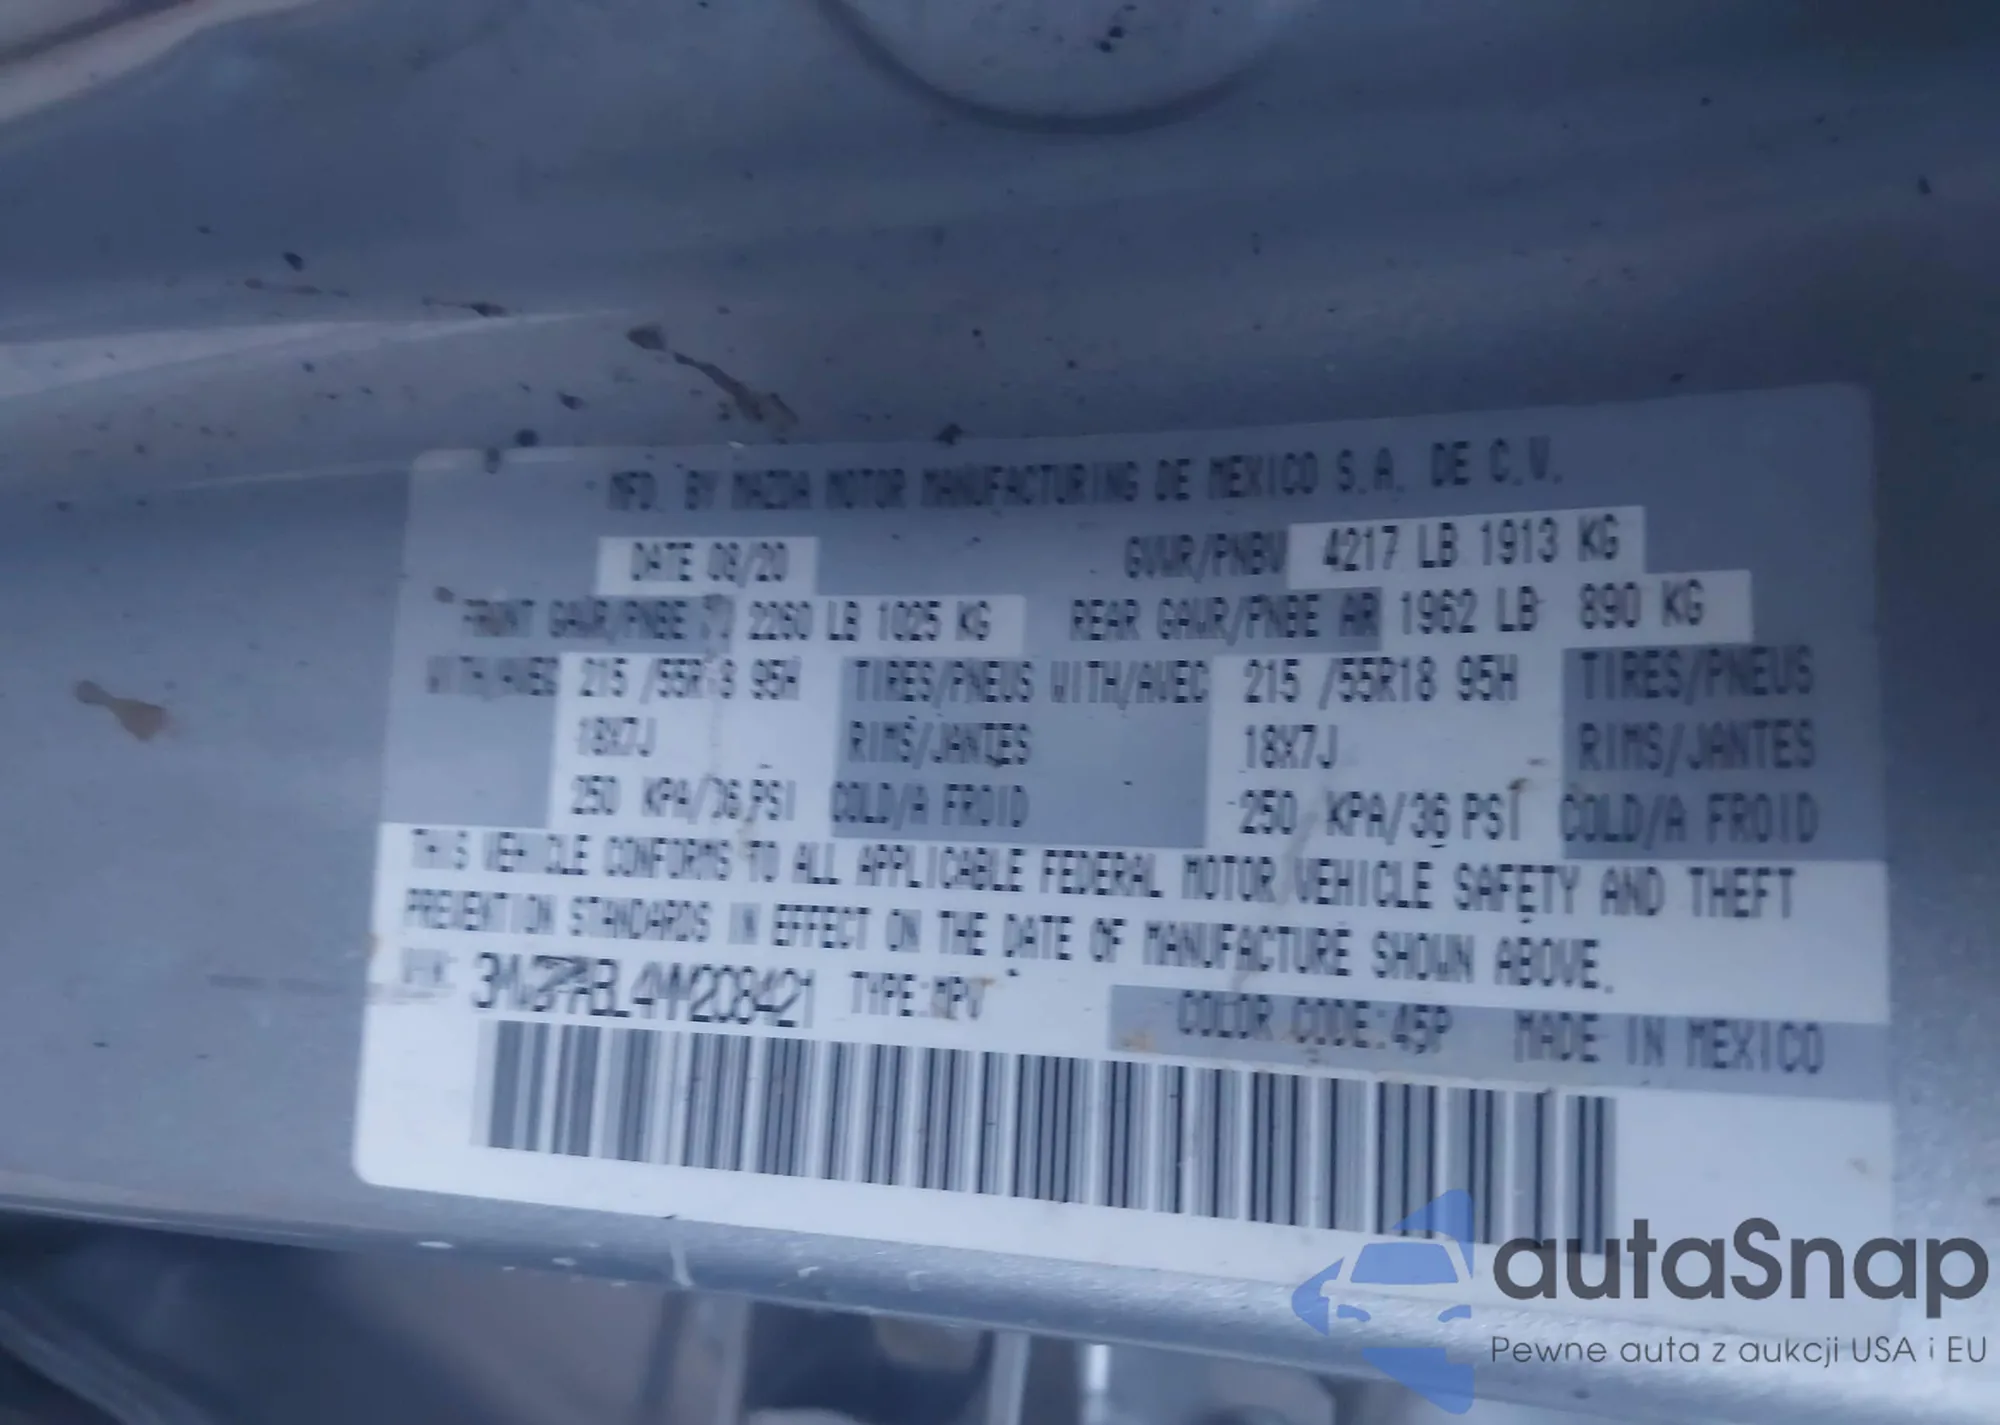 MFD. BY MAZDA MOTOR MANUFACTURING DE MEXICO S.A. DE C.V.
DATE 08/20 GVWR/PNBV 4217 LB 1913 KG
FRONT GAWR/PNBE 2260 LB 1025 KG REAR GAWR/PNBE AR 1962 LB 890 KG
WITH/AVEC 215 /55R18 95H TIRES/PNEUS WITH/AVEC 215 /55R18 95H TIRES/PNEUS
18X7J RIMS/JANTES 18X7J RIMS/JANTES
250 KPA/36 PSI COLD/A FROID 250 KPA/36 PSI COLD/A FROID
THIS VEHICLE CONFORMS TO ALL APPLICABLE FEDERAL MOTOR VEHICLE SAFETY AND THEFT
PREVENTION STANDARDS IN EFFECT ON THE DATE OF MANUFACTURE SHOWN ABOVE.
TYPE:MPV COLOR CODE:45P MADE IN MEXICO
autaSnap
Pewne auta z aukcji USA i EU